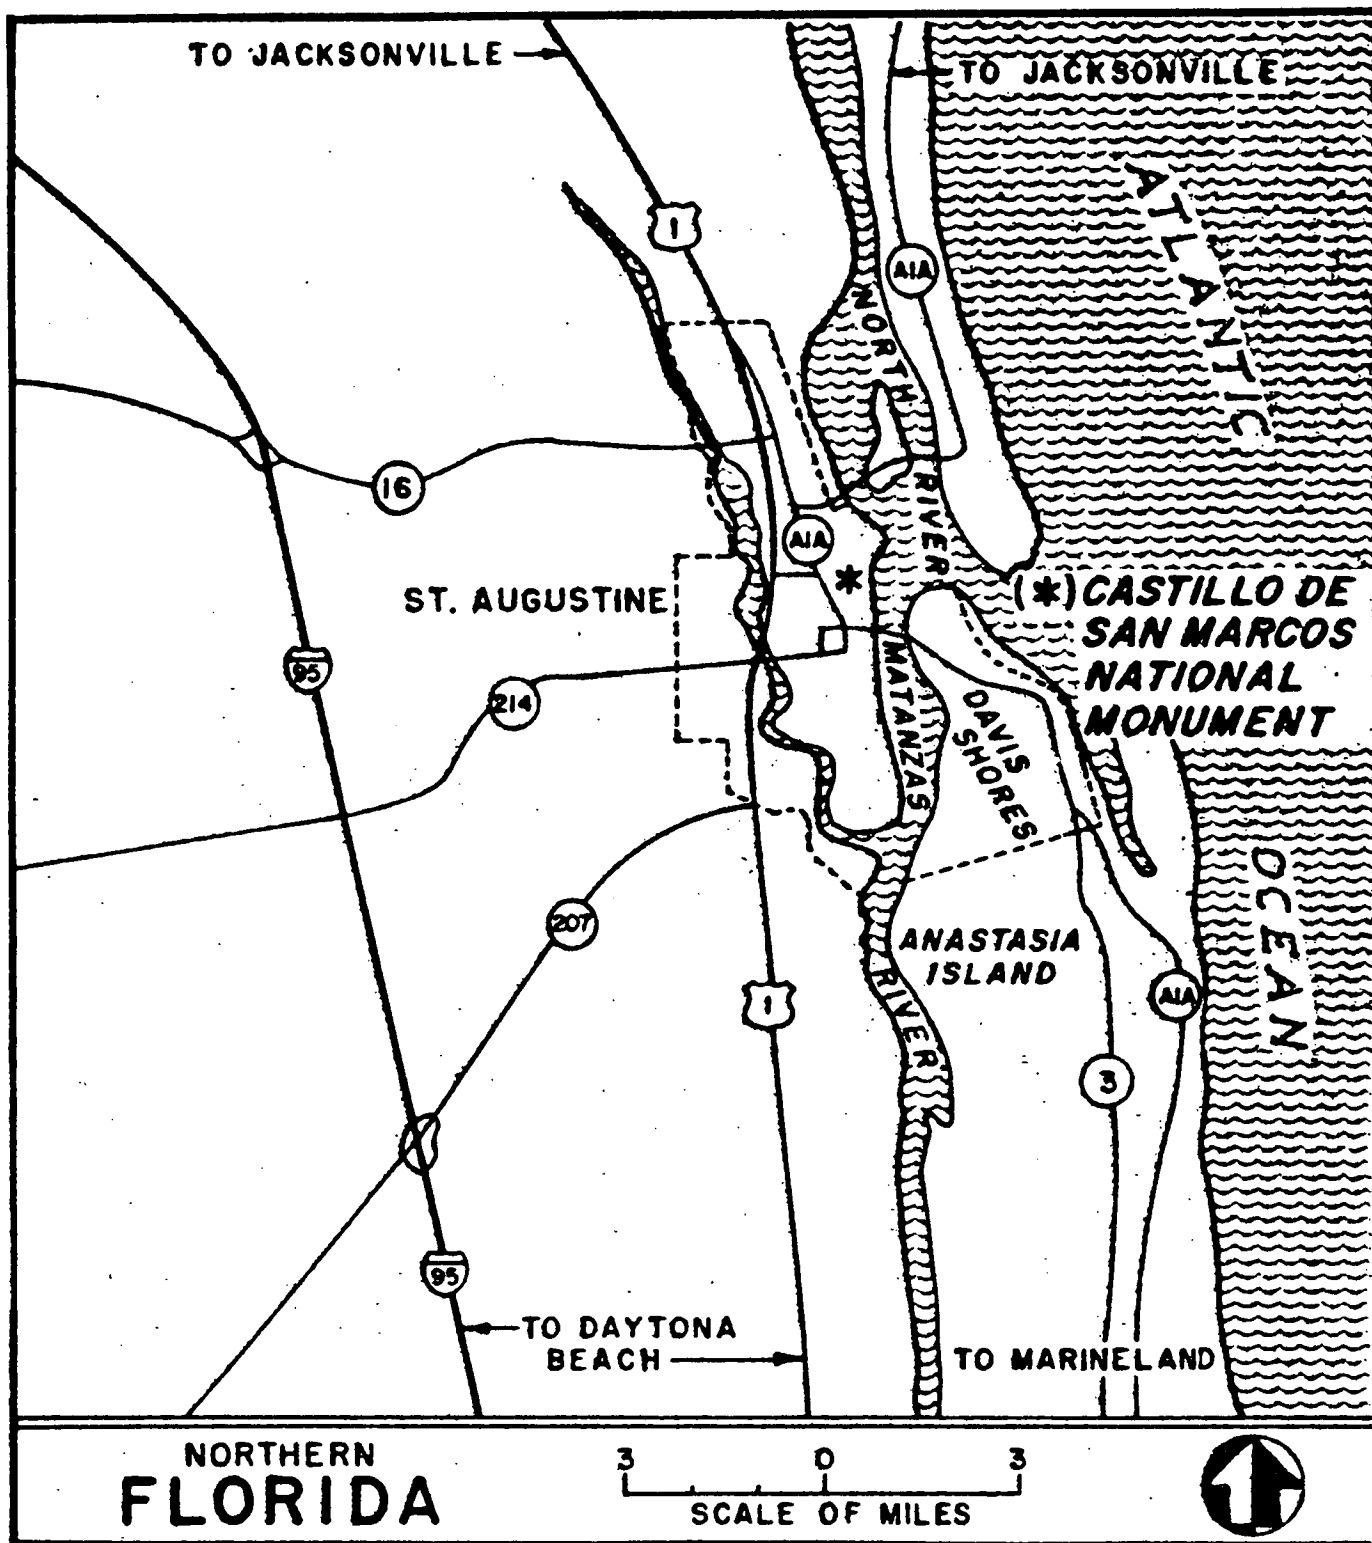 TO JACKSONVILLE
TO JACKSONVILLE
ATLANTIC
1
A1A
NORTH
RIVER
16
A1A
*
ST. AUGUSTINE
(*) CASTILLO DE
SAN MARCOS
NATIONAL
MONUMENT
95
214
MATANZAS
DAVIS
SHORES
OCEAN
207
ANASTASIA
ISLAND
RIVER
1
A1A
3
95
TO DAYTONA
BEACH
TO MARINELAND
NORTHERN
FLORIDA
3 0 3
SCALE OF MILES